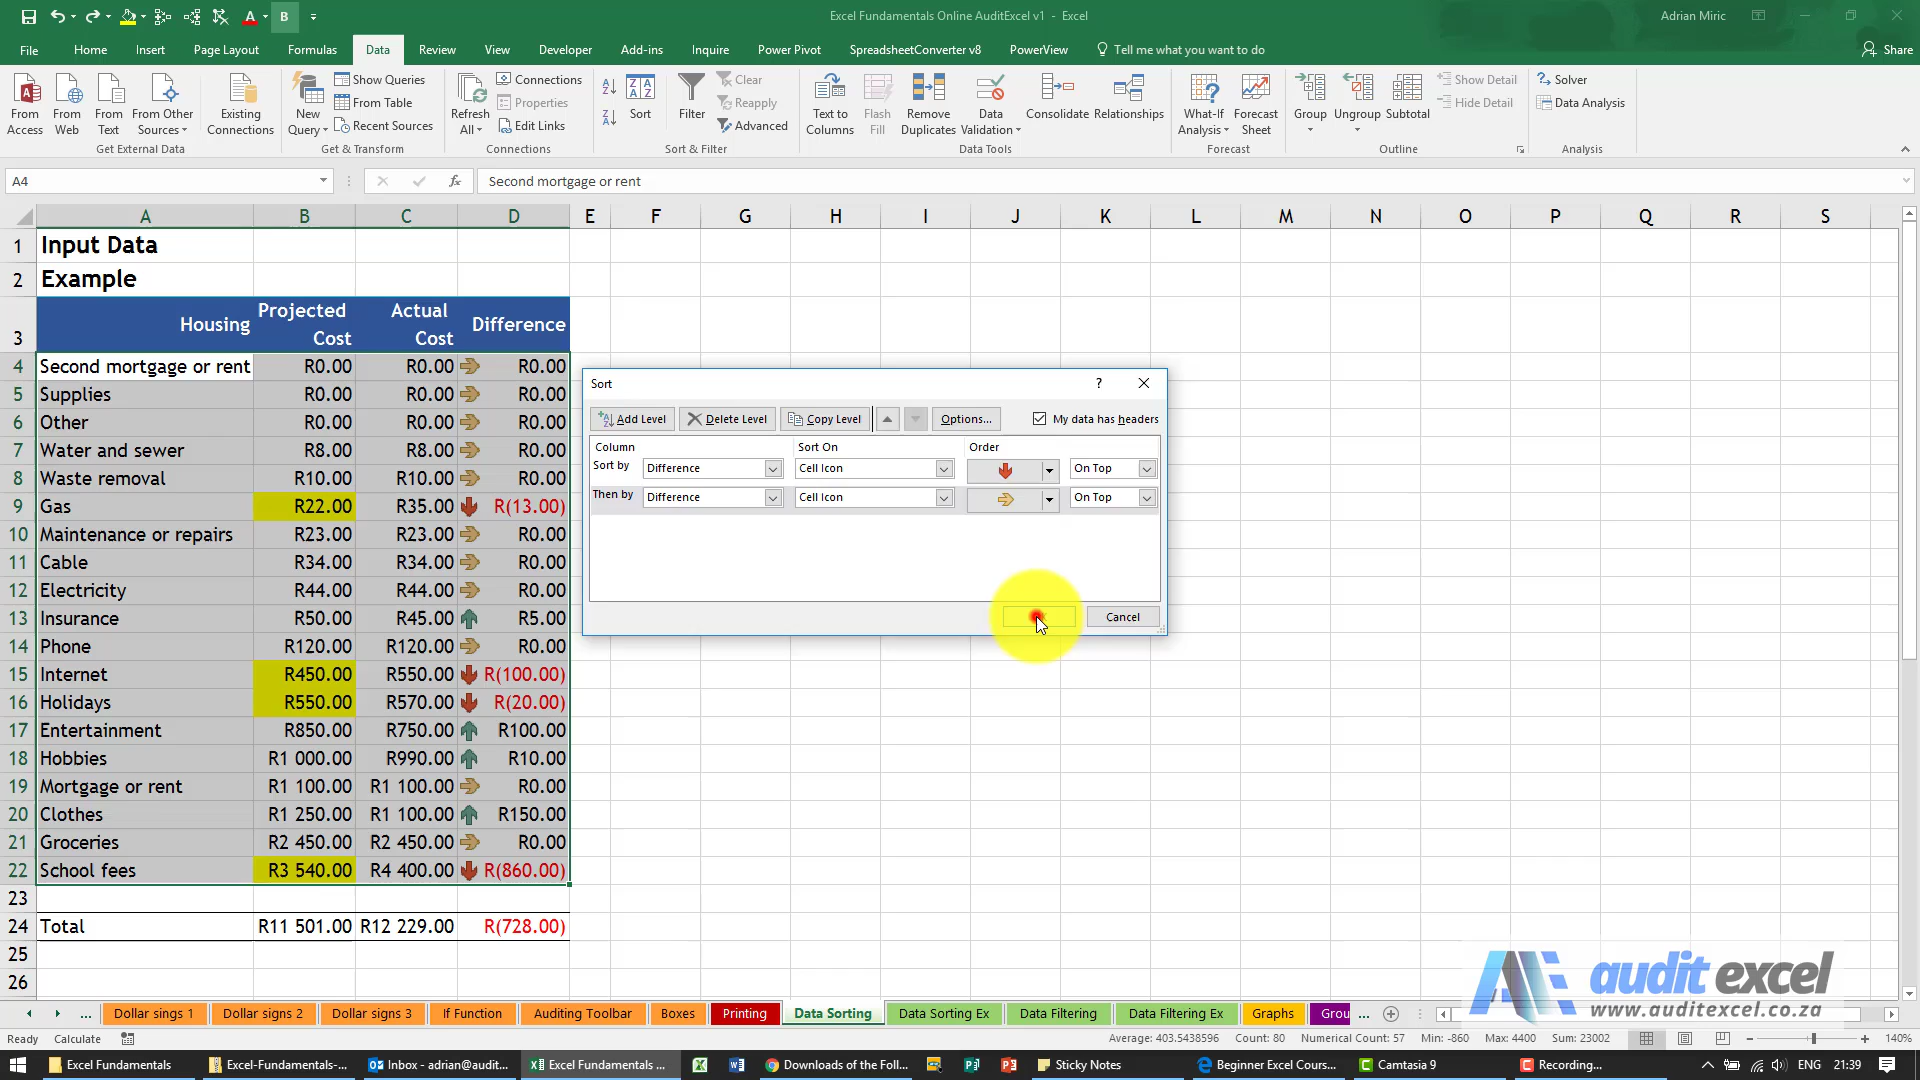 Excel Fundamentals Online AuditExcel v1 - Excel
Adrian Miric
File Home Insert Page Layout Formulas Data Review View Developer Add-ins Inquire Power Pivot SpreadsheetConverter v8 PowerView Tell me what you want to do Share
From Access
From Web
From Text
From Other Sources
Existing Connections
Get External Data
New Query
Show Queries
From Table
Recent Sources
Get & Transform
Refresh All
Connections
Properties
Edit Links
Connections
Sort
Filter
Clear
Reapply
Advanced
Sort & Filter
Text to Columns
Flash Fill
Remove Duplicates
Data Validation
Consolidate
Relationships
Data Tools
What-If Analysis
Forecast Sheet
Forecast
Group
Ungroup
Subtotal
Show Detail
Hide Detail
Outline
Solver
Data Analysis
Analysis
A4 fx Second mortgage or rent
A B C D E F G H I J K L M N O P Q R S
1 Input Data
2 Example
3 Housing Projected Cost Actual Cost Difference
4 Second mortgage or rent R0.00 R0.00 R0.00
5 Supplies R0.00 R0.00 R0.00
6 Other R0.00 R0.00 R0.00
7 Water and sewer R8.00 R8.00 R0.00
8 Waste removal R10.00 R10.00 R0.00
9 Gas R22.00 R35.00 R(13.00)
10 Maintenance or repairs R23.00 R23.00 R0.00
11 Cable R34.00 R34.00 R0.00
12 Electricity R44.00 R44.00 R0.00
13 Insurance R50.00 R45.00 R5.00
14 Phone R120.00 R120.00 R0.00
15 Internet R450.00 R550.00 R(100.00)
16 Holidays R550.00 R570.00 R(20.00)
17 Entertainment R850.00 R750.00 R100.00
18 Hobbies R1 000.00 R990.00 R10.00
19 Mortgage or rent R1 100.00 R1 100.00 R0.00
20 Clothes R1 250.00 R1 100.00 R150.00
21 Groceries R2 450.00 R2 450.00 R0.00
22 School fees R3 540.00 R4 400.00 R(860.00)
23
24 Total R11 501.00 R12 229.00 R(728.00)
25
26
Sort ?
Add Level Delete Level Copy Level Options... My data has headers
Column Sort On Order
Sort by Difference Cell Icon On Top
Then by Difference Cell Icon On Top
Cancel
audit excel
www.auditexcel.co.za
... Dollar sings 1 Dollar signs 2 Dollar signs 3 If Function Auditing Toolbar Boxes Printing Data Sorting Data Sorting Ex Data Filtering Data Filtering Ex Graphs Grou ...
Ready Calculate Average: 403.5438596 Count: 80 Numerical Count: 57 Min: -860 Max: 4400 Sum: 23002 140%
Excel Fundamentals Excel-Fundamentals-... Inbox - adrian@audit... Excel Fundamentals ... Downloads of the Foll... Sticky Notes Beginner Excel Cours... Camtasia 9 Recording... ENG 21:39